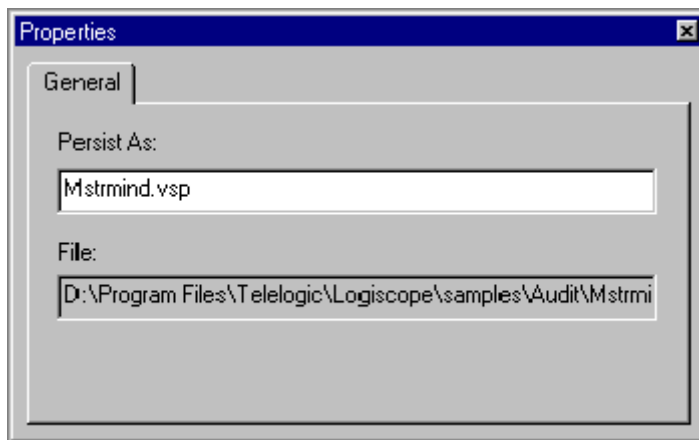 Properties
General
Persist As:
Mstrmind.vsp
File:
D:\Program Files\Telelogic\Logiscope\samples\Audit\Mstrmi